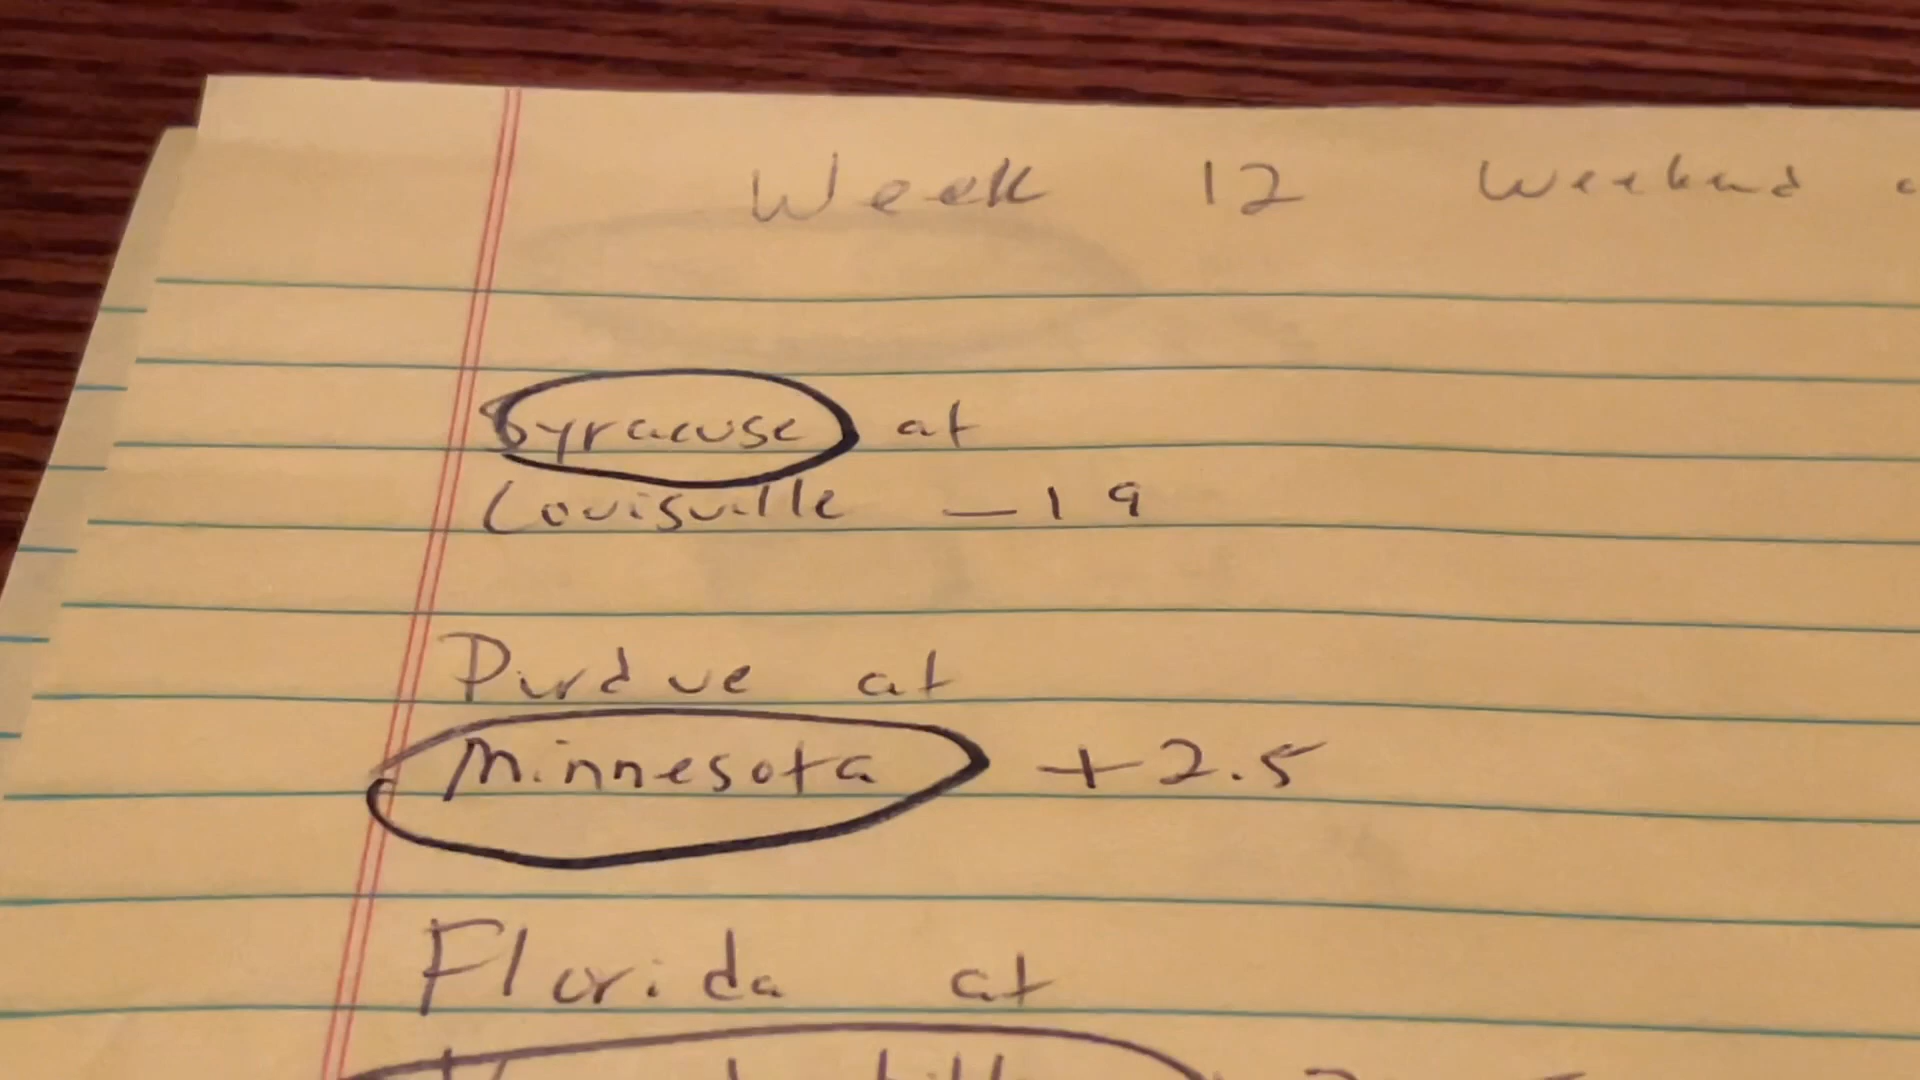 Week 12 Weekend
Syracuse at
Louisville -19
Purdue at
Minnesota +2.5
Florida at